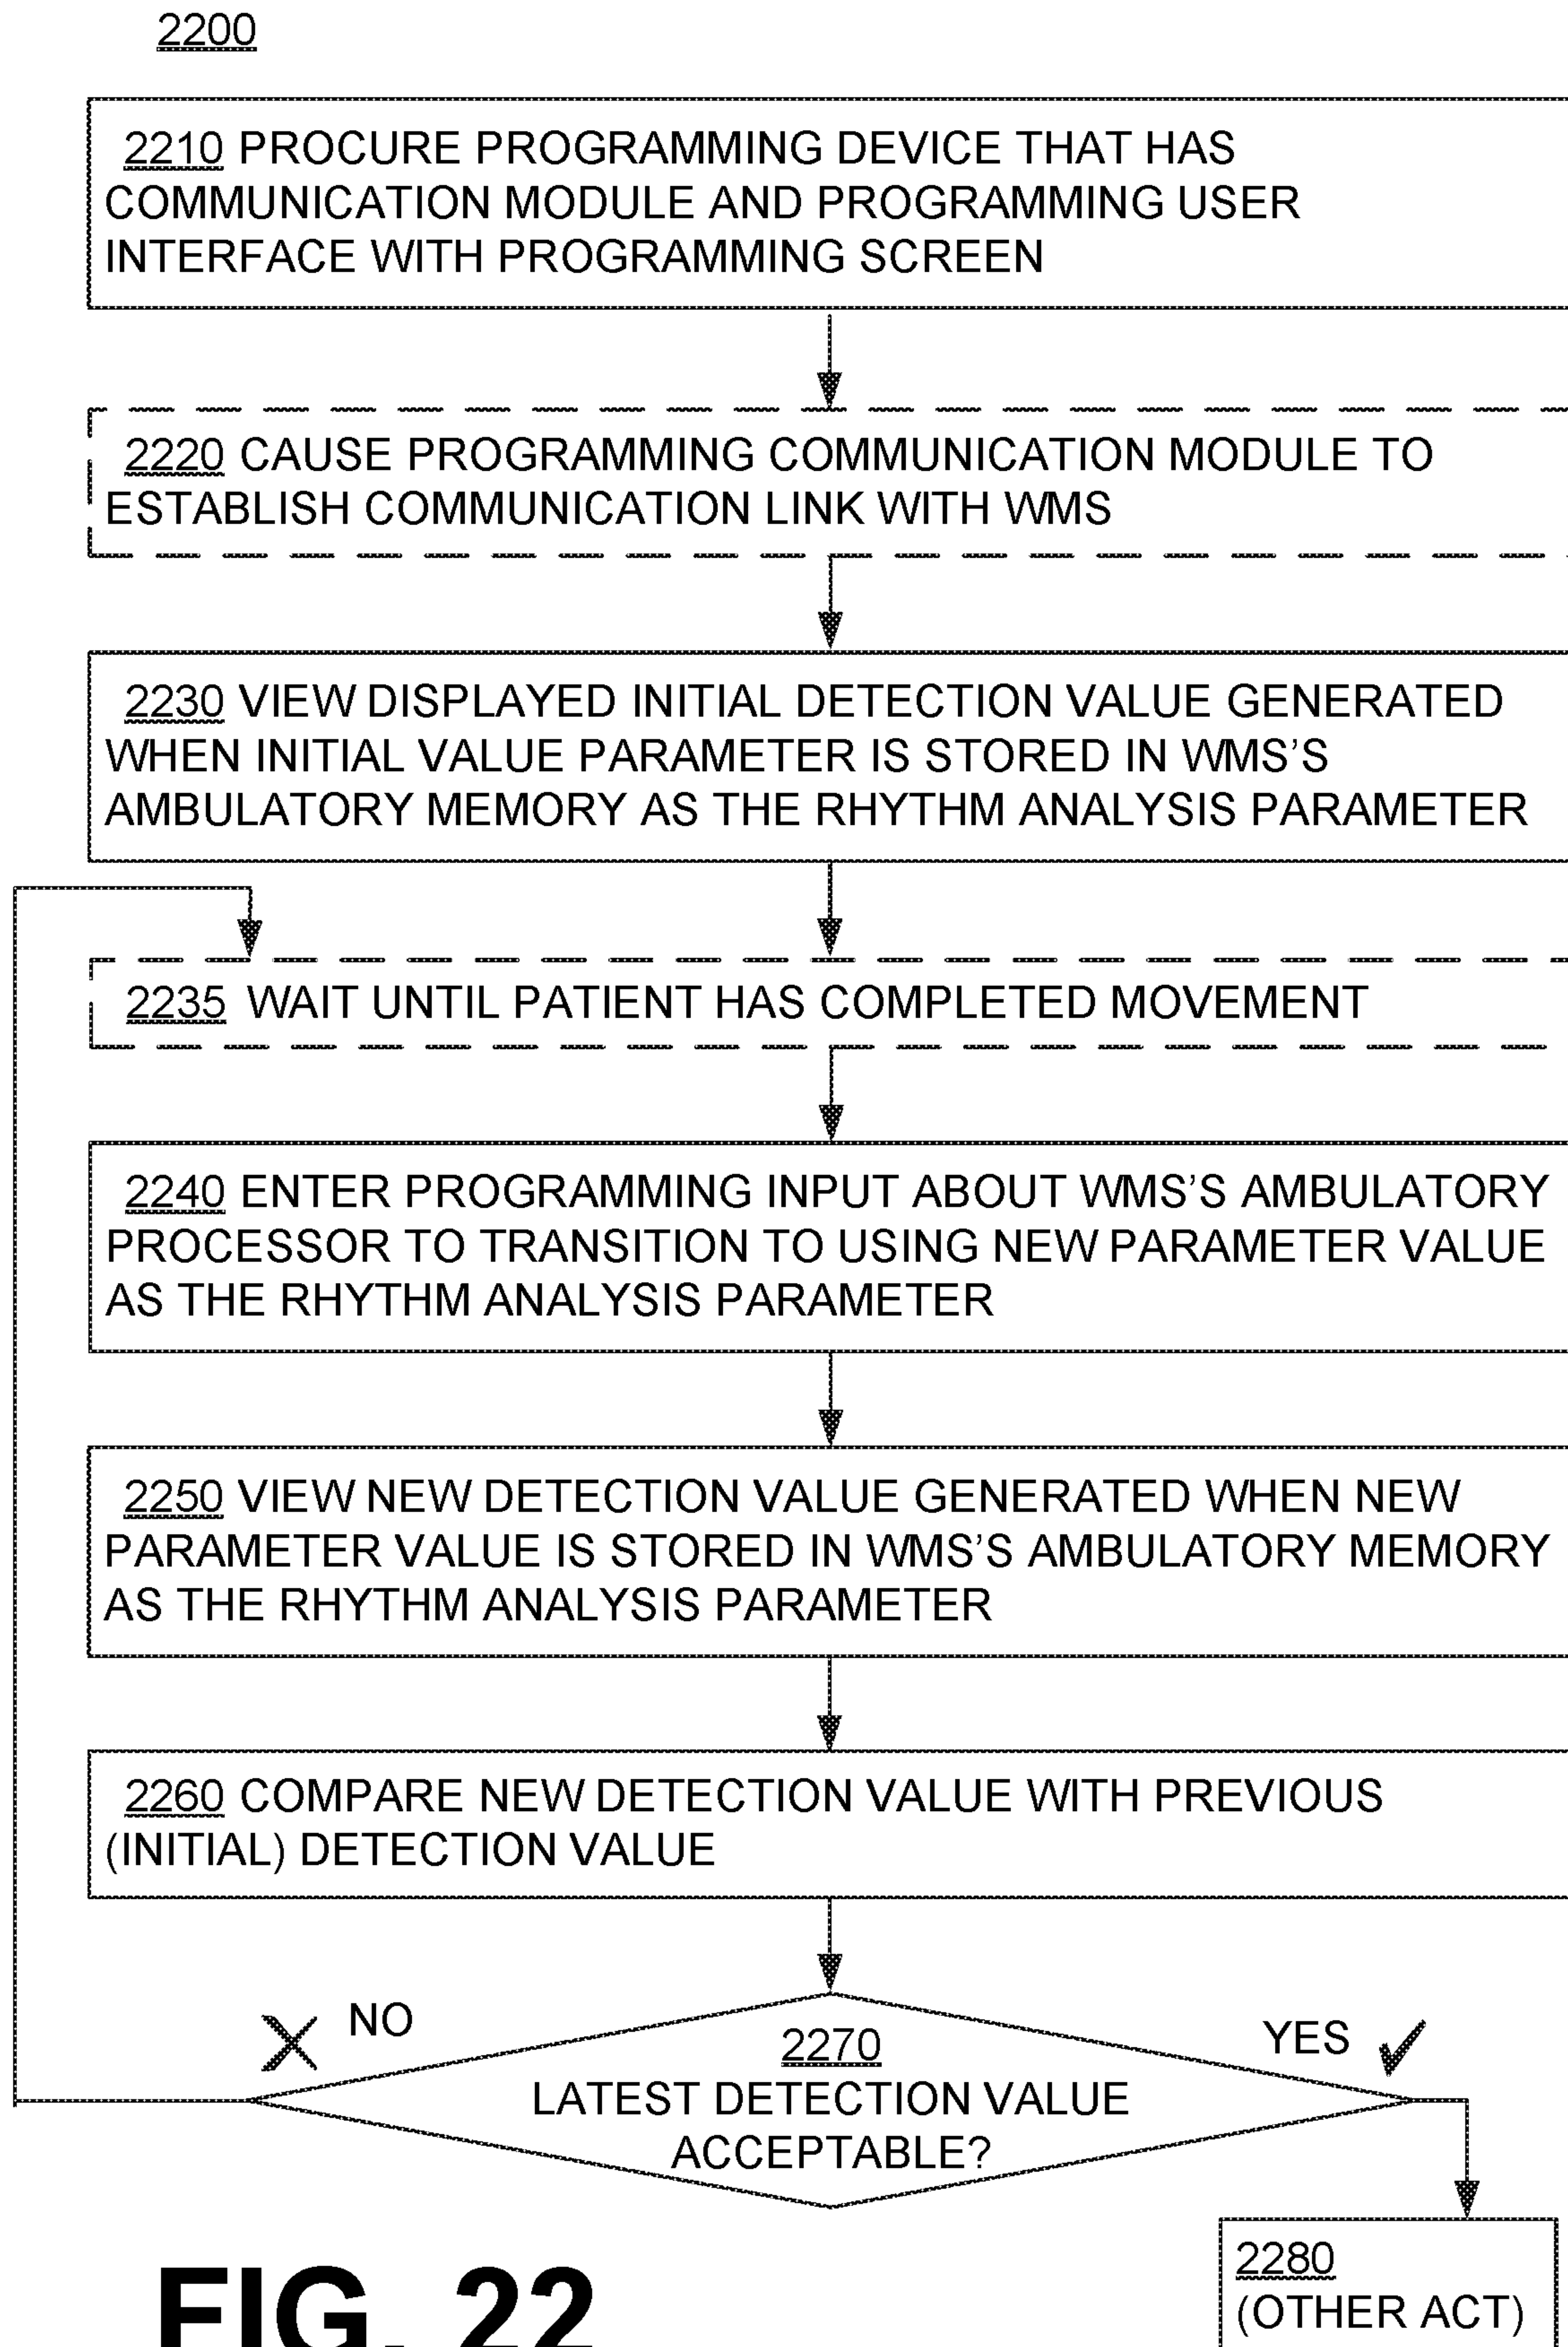 2200
2210 PROCURE PROGRAMMING DEVICE THAT HAS
COMMUNICATION MODULE AND PROGRAMMING USER
INTERFACE WITH PROGRAMMING SCREEN
2220 CAUSE PROGRAMMING COMMUNICATION MODULE TO
ESTABLISH COMMUNICATION LINK WITH WMS
2230 VIEW DISPLAYED INITIAL DETECTION VALUE GENERATED
WHEN INITIAL VALUE PARAMETER IS STORED IN WMS'S
AMBULATORY MEMORY AS THE RHYTHM ANALYSIS PARAMETER
2235 WAIT UNTIL PATIENT HAS COMPLETED MOVEMENT
2240 ENTER PROGRAMMING INPUT ABOUT WMS'S AMBULATORY
PROCESSOR TO TRANSITION TO USING NEW PARAMETER VALUE
AS THE RHYTHM ANALYSIS PARAMETER
2250 VIEW NEW DETECTION VALUE GENERATED WHEN NEW
PARAMETER VALUE IS STORED IN WMS'S AMBULATORY MEMORY
AS THE RHYTHM ANALYSIS PARAMETER
2260 COMPARE NEW DETECTION VALUE WITH PREVIOUS
(INITIAL) DETECTION VALUE
NO
YES
2270
LATEST DETECTION VALUE
ACCEPTABLE?
2280
(OTHER ACT)
FIG. 22